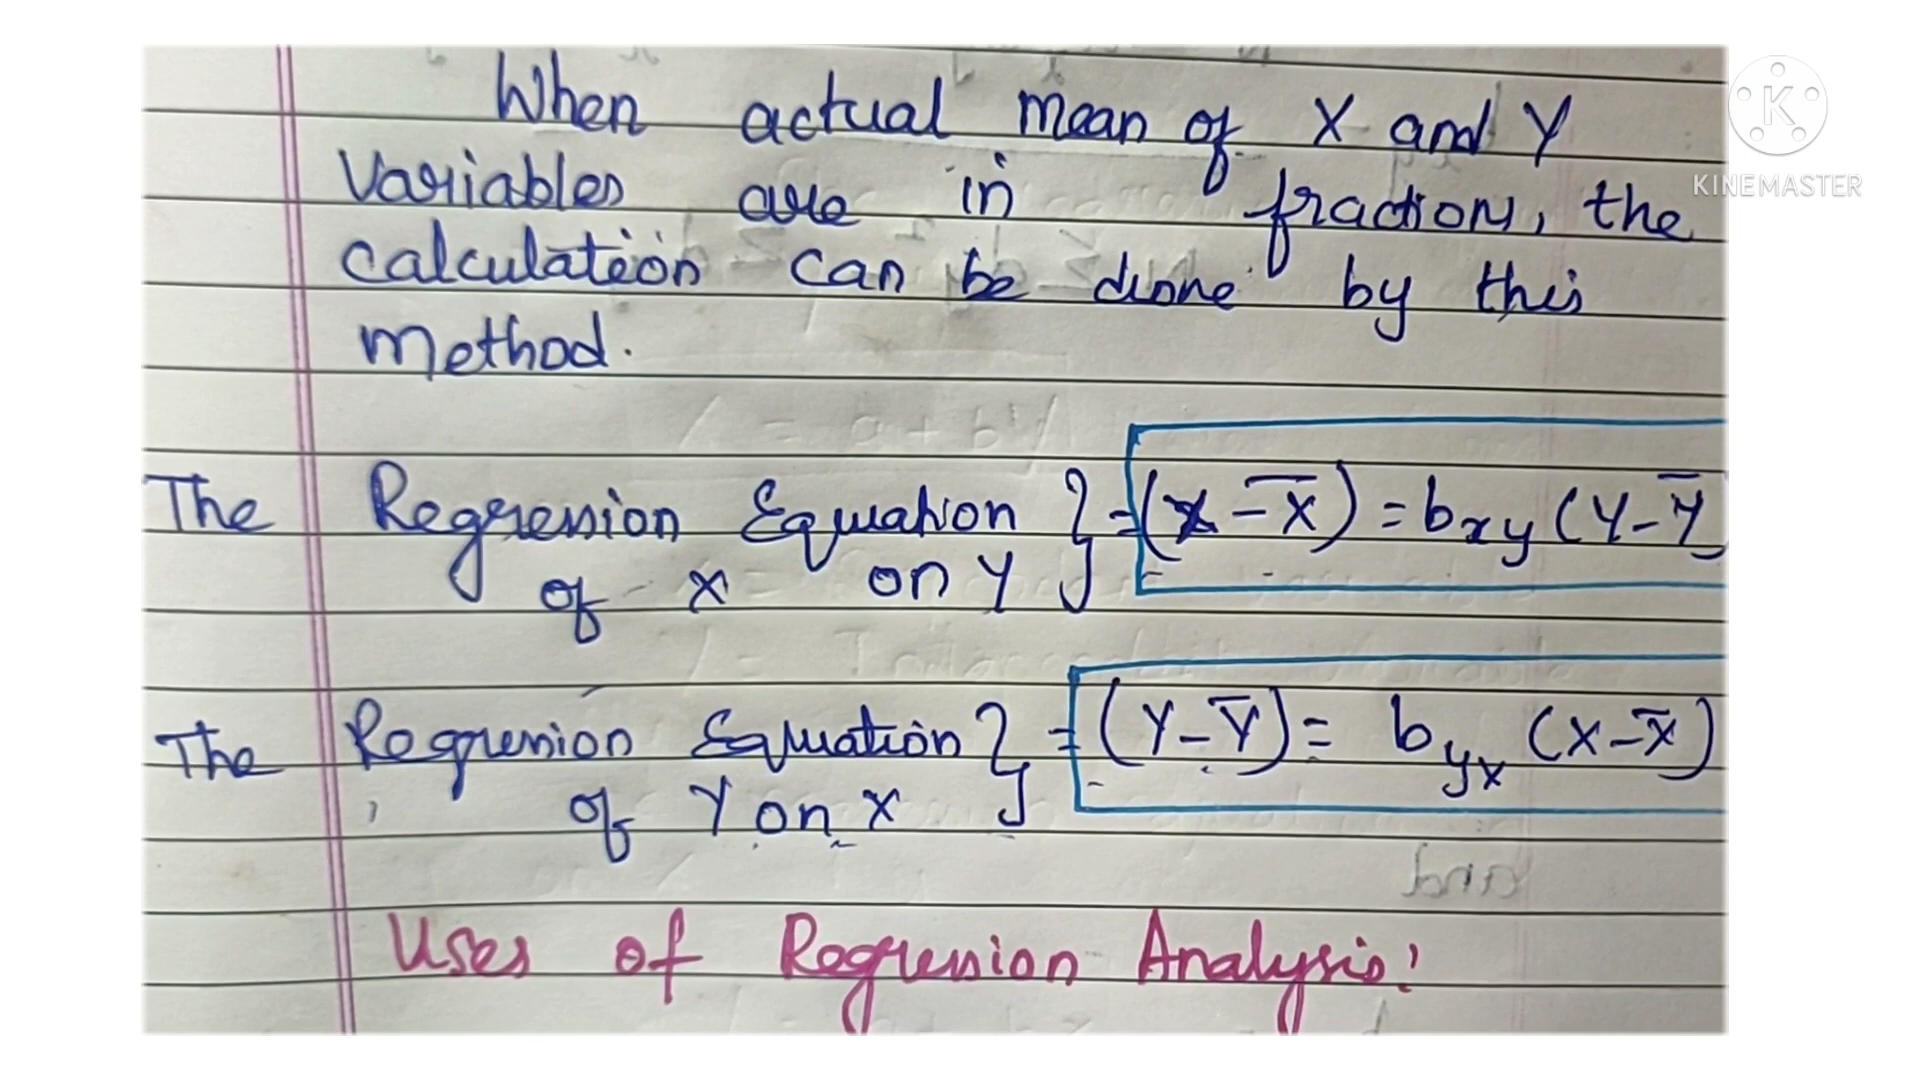 When actual mean of X and Y
Variables are in fractions, the
calculation can be done by this
method.
The Regression Equation of X on Y } = (X - X̅) = bxy (Y - Y̅)
The Regression Equation of Y on X } = (Y - Y̅) = byx (X - X̅)
Uses of Regression Analysis:
K
KINEMASTER